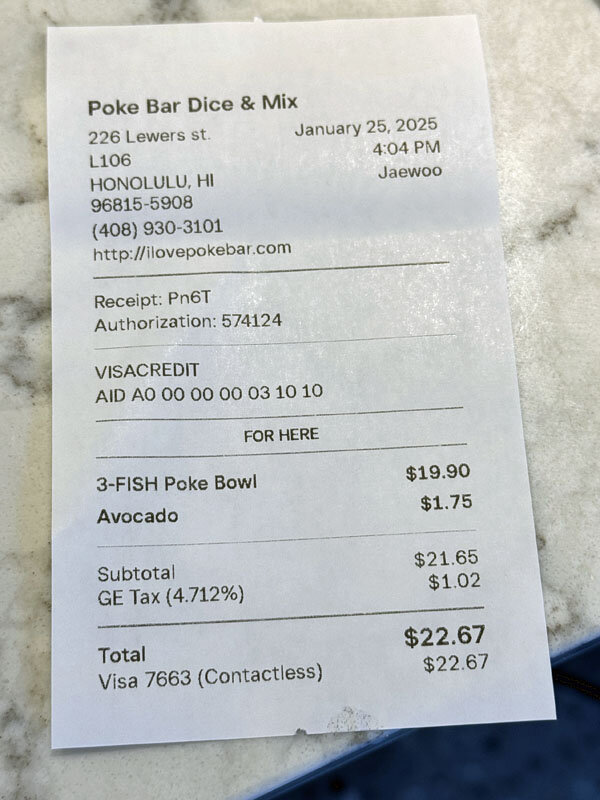 Poke Bar Dice & Mix
226 Lewers st.
January 25, 2025
L106
4:04 PM
HONOLULU, HI
Jaewoo
96815-5908
(408) 930-3101
http://ilovepokebar.com
Receipt: Pn6T
Authorization: 574124
VISACREDIT
AID A0 00 00 00 03 10 10
FOR HERE
3-FISH Poke Bowl $19.90
Avocado $1.75
Subtotal $21.65
GE Tax (4.712%) $1.02
Total $22.67
Visa 7663 (Contactless) $22.67